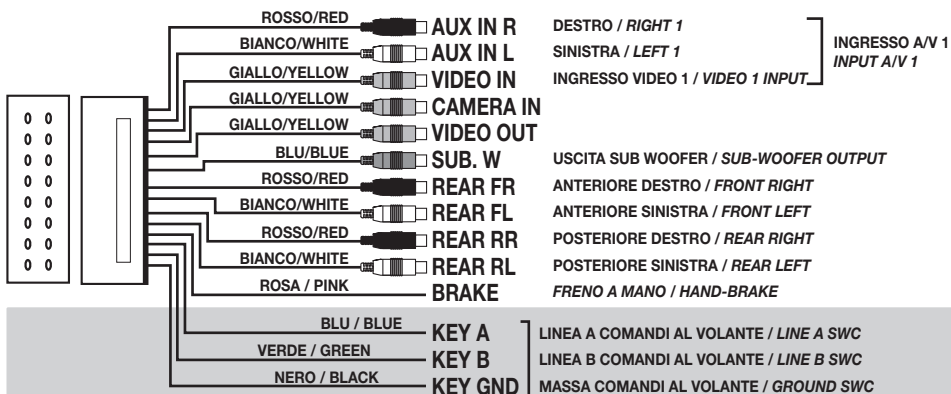 ROSSO/RED AUX IN R DESTRO / RIGHT 1
BIANCO/WHITE AUX IN L SINISTRA / LEFT 1
INGRESSO A/V 1
INPUT A/V 1
GIALLO/YELLOW VIDEO IN INGRESSO VIDEO 1 / VIDEO 1 INPUT
GIALLO/YELLOW CAMERA IN
GIALLO/YELLOW VIDEO OUT
BLU/BLUE SUB. W USCITA SUB WOOFER / SUB-WOOFER OUTPUT
ROSSO/RED REAR FR ANTERIORE DESTRO / FRONT RIGHT
BIANCO/WHITE REAR FL ANTERIORE SINISTRA / FRONT LEFT
ROSSO/RED REAR RR POSTERIORE DESTRO / REAR RIGHT
BIANCO/WHITE REAR RL POSTERIORE SINISTRA / REAR LEFT
ROSA / PINK BRAKE FRENO A MANO / HAND-BRAKE
BLU / BLUE KEY A LINEA A COMANDI AL VOLANTE / LINE A SWC
VERDE / GREEN KEY B LINEA B COMANDI AL VOLANTE / LINE B SWC
NERO / BLACK KEY GND MASSA COMANDI AL VOLANTE / GROUND SWC